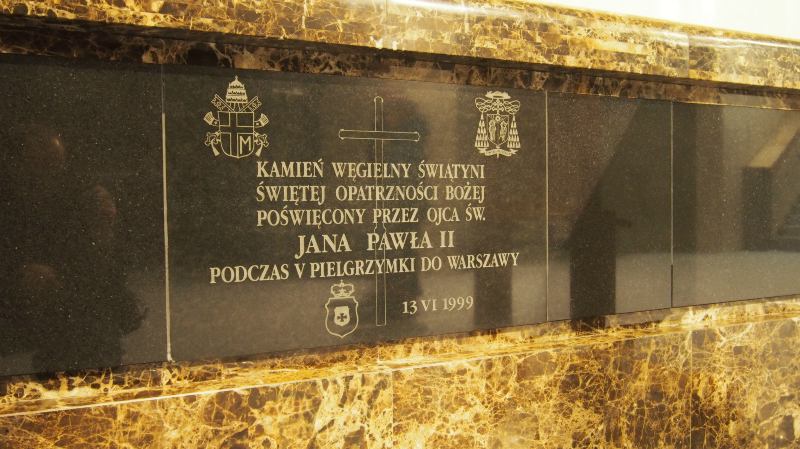 KAMIEŃ WĘGIELNY ŚWIĄTYNI
ŚWIĘTEJ OPATRZNOŚCI BOŻEJ
POŚWIĘCONY PRZEZ OJCA ŚW.
JANA PAWŁA II
PODCZAS V PIELGRZYMKI DO WARSZAWY
13 VI 1999
M